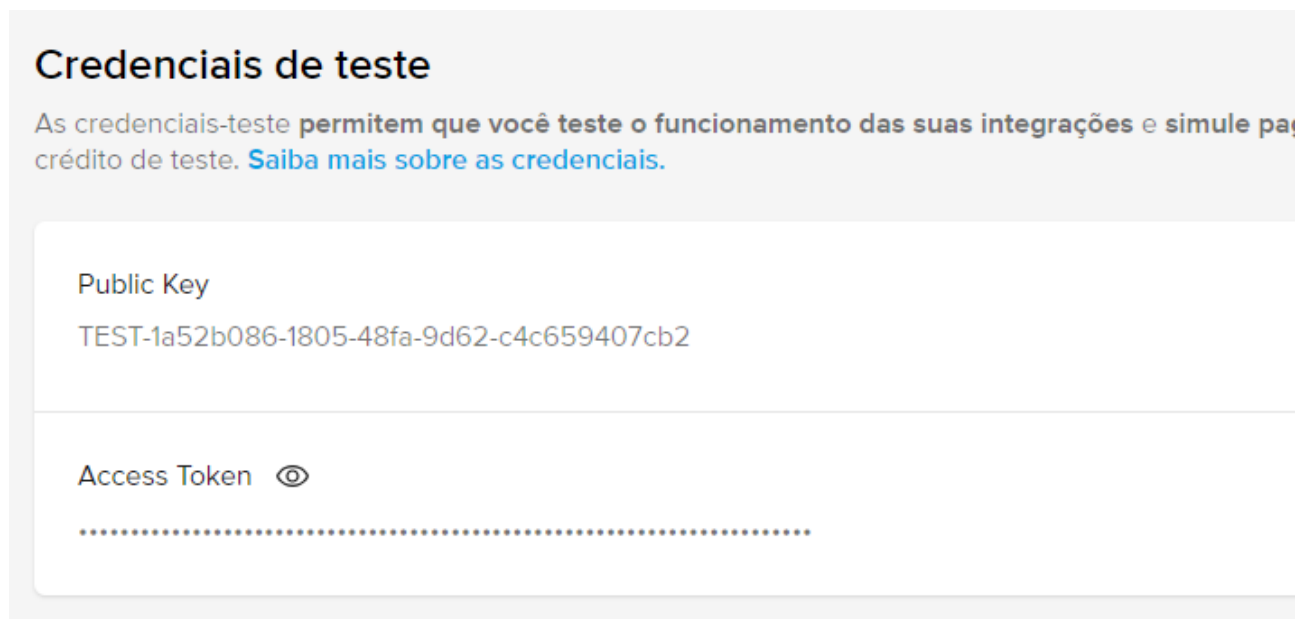 Credenciais de teste
As credenciais-teste permitem que você teste o funcionamento das suas integrações e simule
crédito de teste. Saiba mais sobre as credenciais.
Public Key
TEST-1a52b086-1805-48fa-9d62-c4c659407cb2
Access Token